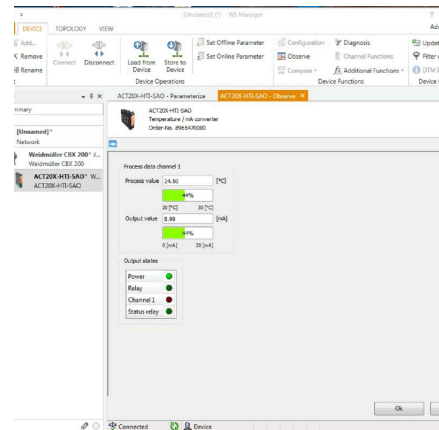 [Unnamed] (*) - WI Manager
DEVICE TOPOLOGY VIEW
Add...
Remove
Rename
Connect
Disconnect
Load from Device
Store to Device
Set Offline Parameter
Set Online Parameter
Configuration
Observe
Compare
Diagnosis
Channel Functions
Additional Functions
Updat
Filter
DTM
Device Operations
Device Functions
Device
mmary
[Unnamed]*
Network
Weidmüller CBX 200*
Weidmüller CBX 200
ACT20X-HTI-SAO* W...
ACT20X-HTI-SAO
ACT20X-HTI-SAO - Parameterize
ACT20X-HTI-SAO - Observe
ACT20X-HTI-SAO
Temperature / mA converter
Order-No. 8965470000
Process data channel 1
Process value 24.50 [°C]
44%
20 [°C] 30 [°C]
Output value 8.99 [mA]
44%
0 [mA] 20 [mA]
Output states
Power
Relay
Channel 1
Status relay
Ok
Connected
Device